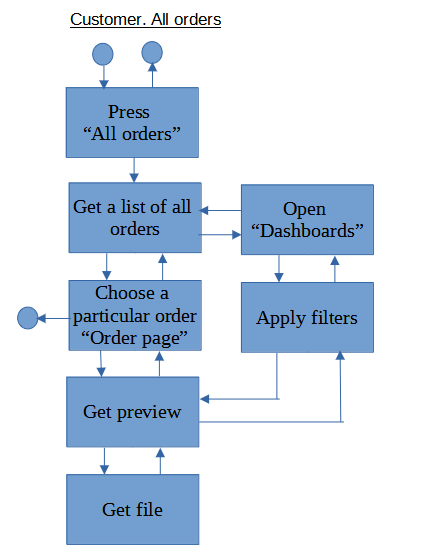 Customer. All orders
Press
“All orders”
Get a list of all
orders
Open
“Dashboards”
Choose a
particular order
“Order page”
Apply filters
Get preview
Get file